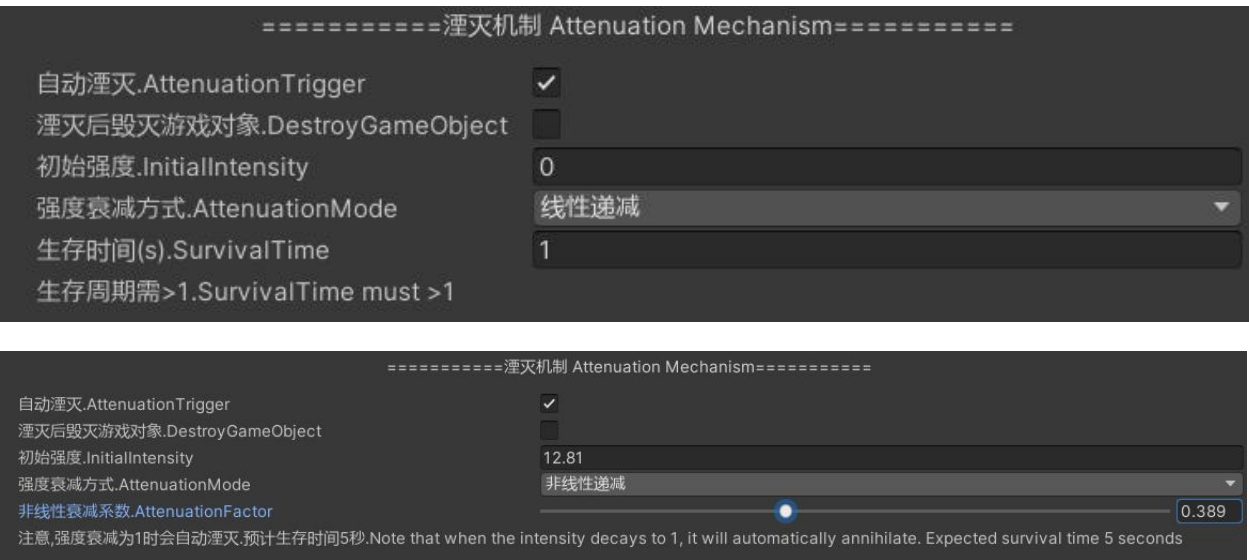 ===========湮灭机制 Attenuation Mechanism===========
自动湮灭.AttenuationTrigger
湮灭后毁灭游戏对象.DestroyGameObject
初始强度.InitialIntensity 0
强度衰减方式.AttenuationMode 线性递减
生存时间(s).SurvivalTime 1
生存周期需>1.SurvivalTime must >1
===========湮灭机制 Attenuation Mechanism===========
自动湮灭.AttenuationTrigger
湮灭后毁灭游戏对象.DestroyGameObject
初始强度.InitialIntensity 12.81
强度衰减方式.AttenuationMode 非线性递减
非线性衰减系数.AttenuationFactor 0.389
注意,强度衰减为1时会自动湮灭.预计生存时间5秒.Note that when the intensity decays to 1, it will automatically annihilate. Expected survival time 5 seconds